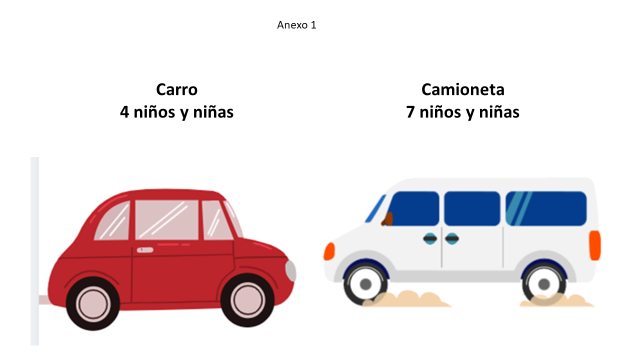 Anexo 1
Carro
4 niños y niñas
Camioneta
7 niños y niñas